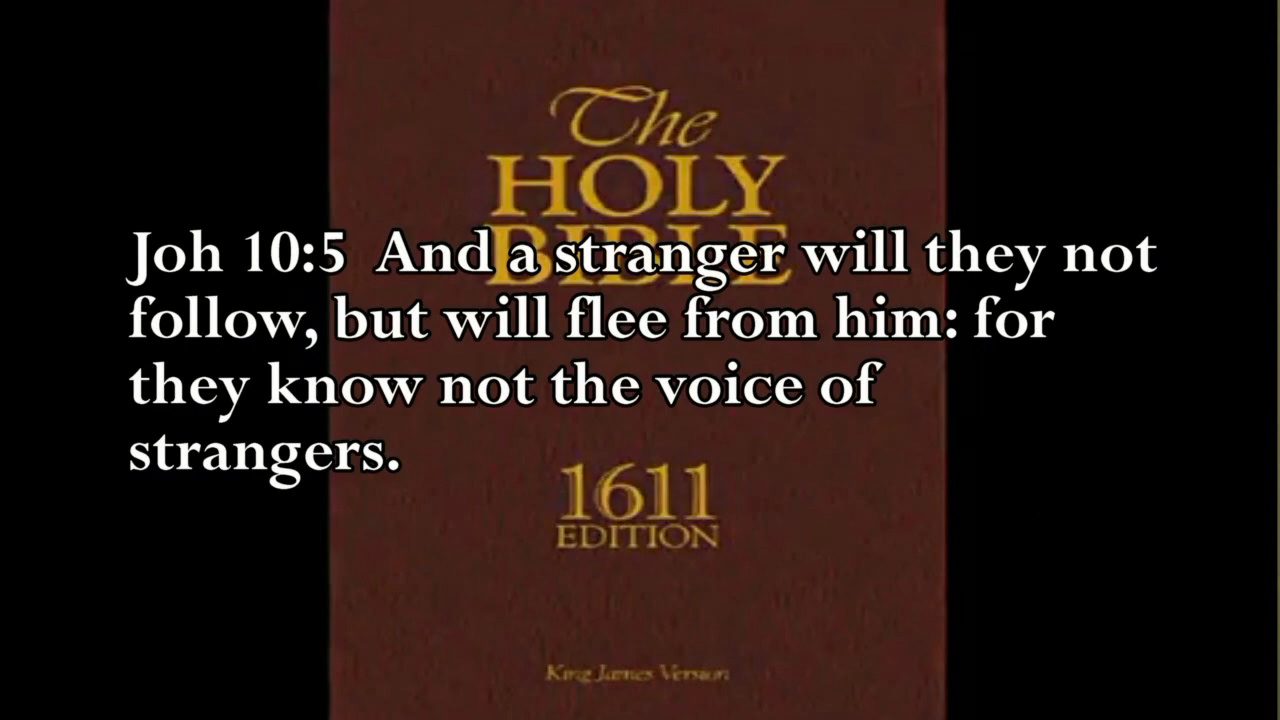 The
HOLY
BIBLE
Joh 10:5  And a stranger will they not
follow, but will flee from him: for
they know not the voice of
strangers.
1611
EDITION
King James Version